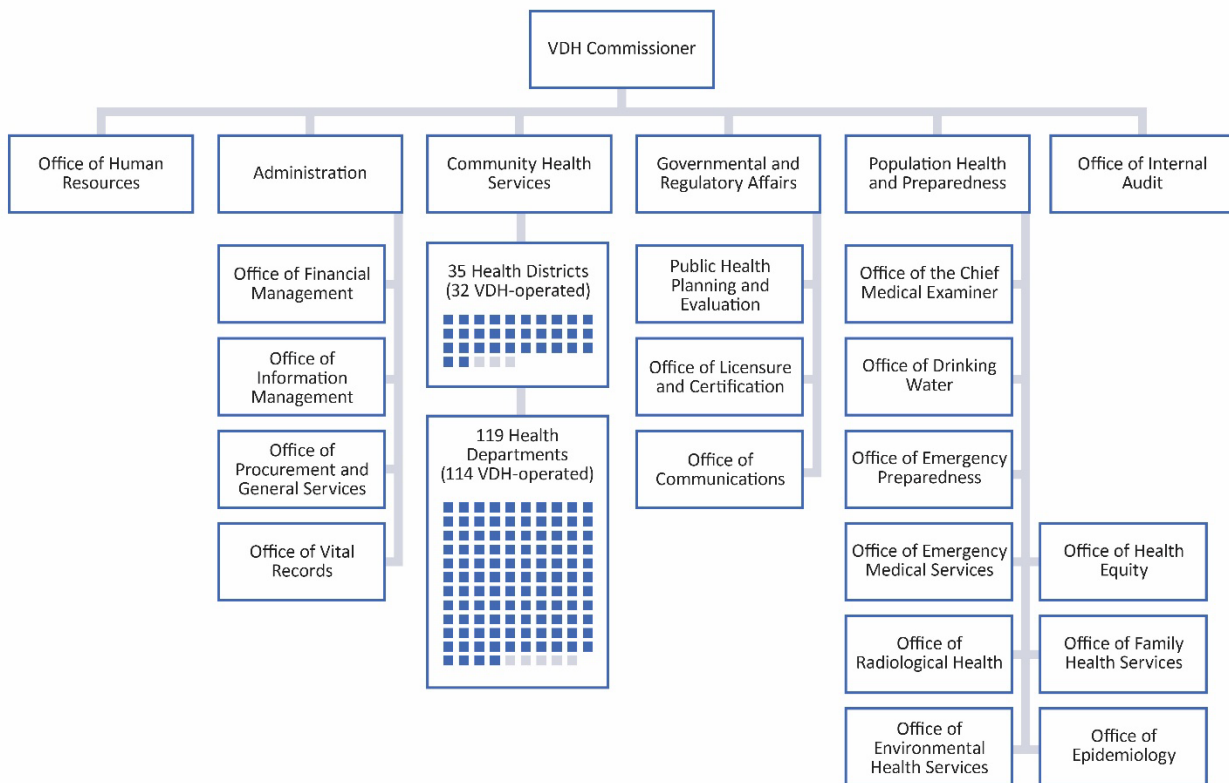 VDH Commissioner
Office of Human
Resources
Administration
Community Health
Services
Governmental and
Regulatory Affairs
Population Health
and Preparedness
Office of Internal
Audit
Office of Financial
Management
Office of
Information
Management
Office of
Procurement and
General Services
Office of Vital
Records
35 Health Districts
(32 VDH-operated)
119 Health
Departments
(114 VDH-operated)
Public Health
Planning and
Evaluation
Office of Licensure
and Certification
Office of
Communications
Office of the Chief
Medical Examiner
Office of Drinking
Water
Office of Emergency
Preparedness
Office of Emergency
Medical Services
Office of Health
Equity
Office of
Radiological Health
Office of Family
Health Services
Office of
Environmental
Health Services
Office of
Epidemiology